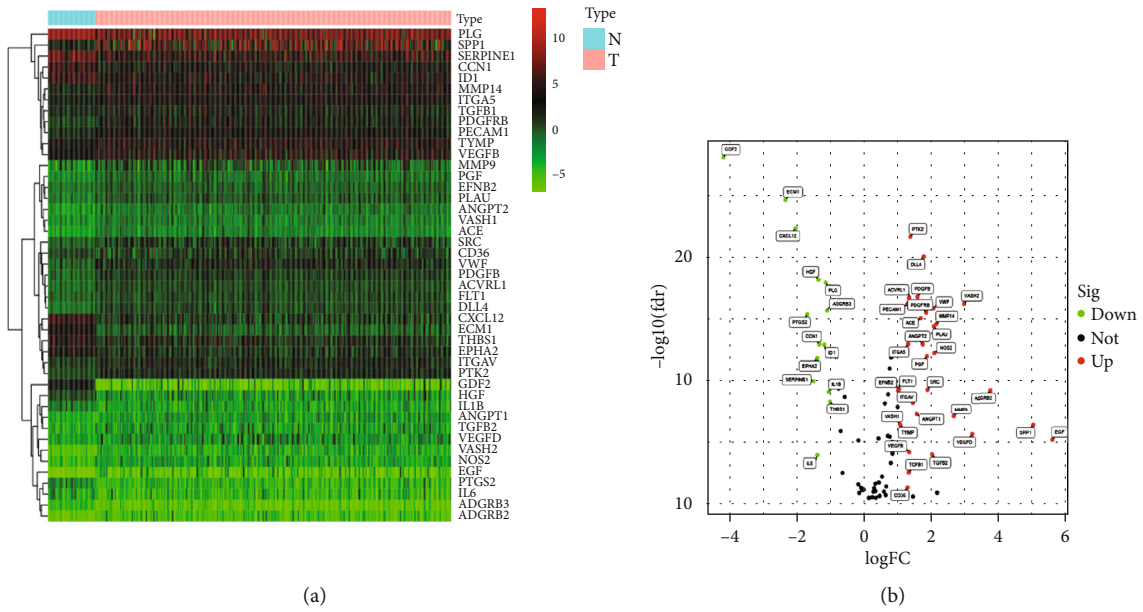 Type
PLG
SPP1
SERPINE1
CCN1
ID1
MMP14
ITGA5
TGFB1
PDGFRB
PECAM1
TYMP
VEGFB
MMP9
PGF
EFNB2
PLAU
ANGPT2
VASH1
ACE
SRC
CD36
VWF
PDGFB
ACVRL1
FLT1
DLL4
CXCL12
ECM1
THBS1
EPHA2
ITGAV
PTK2
GDF2
HGF
IL1B
ANGPT1
TGFB2
VEGFD
VASH2
NOS2
EGF
PTGS2
IL6
ADGRB3
ADGRB2
10
5
0
−5
Type
N
T
(a)
−log10(fdr)
20
10
10
GDF2
ECM1
CXCL12
PTK2
DLL4
HGF
PLG
ADGRB3
ACVRL1
PDGFB
PECAM1
PDGFRB
VWF
VASH2
PTGS2
ACE
MMP14
CCN1
ID1
ANGPT2
PLAU
ITGA5
NOS2
EPHA2
PGF
SERPINE1
IL1B
EFNB2
FLT1
SRC
ITGAV
ADGRB2
THBS1
VASH1
ANGPT1
MMP9
TYMP
SPP1
EGF
VEGFD
VEGFB
IL6
TGFB1
TGFB2
CD36
−4
−2
0
2
4
6
logFC
Sig
Down
Not
Up
(b)